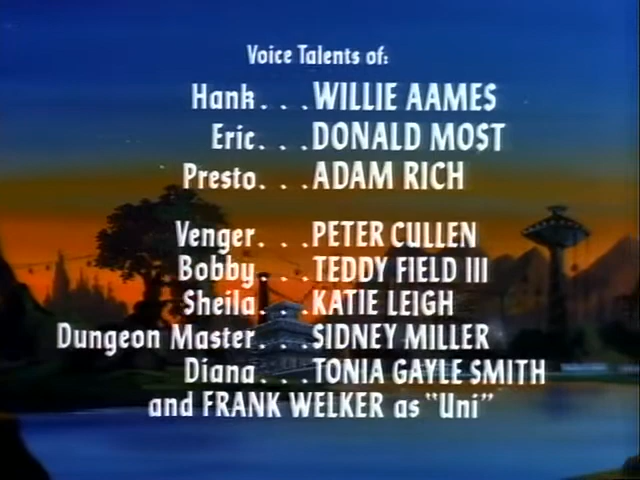 Voice Talents of:
Hank. . .WILLIE AAMES
Eric. . .DONALD MOST
Presto. . .ADAM RICH
Venger. . .PETER CULLEN
Bobby. . .TEDDY FIELD III
Sheila. . .KATIE LEIGH
Dungeon Master. . .SIDNEY MILLER
Diana. . .TONIA GAYLE SMITH
and FRANK WELKER as "Uni"